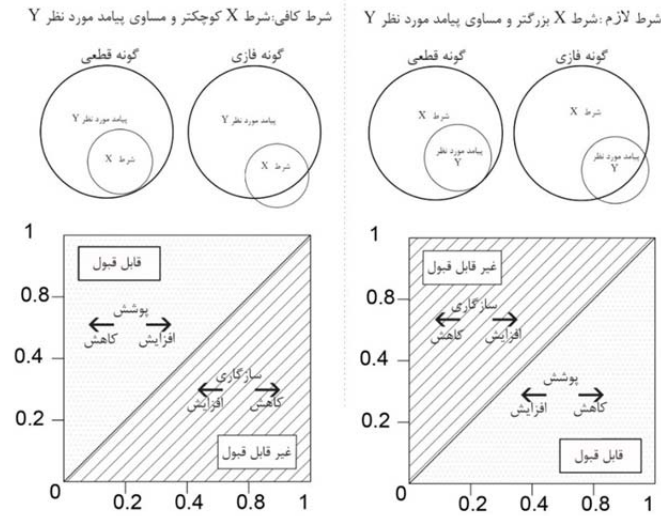 شرط لازم:شرط X بزرگتر و مساوی پیامد مورد نظر Y
گونه فازی
گونه قطعی
شرط X
پیامد مورد نظر
Y
شرط X
پیامد مورد نظر
Y
1
0.8
0.4
0.2
0
0.2
0.4
0.8
1
غیر قابل قبول
سازگاری
افزایش
کاهش
پوشش
کاهش
افزایش
قابل قبول
شرط کافی:شرط X کوچکتر و مساوی پیامد مورد نظر Y
گونه فازی
گونه قطعی
پیامد مورد نظر Y
شرط X
پیامد مورد نظر Y
شرط X
1
0.8
0.4
0.2
0
0.2
0.4
0.8
1
قابل قبول
پوشش
افزایش
کاهش
سازگاری
کاهش
افزایش
غیر قابل قبول